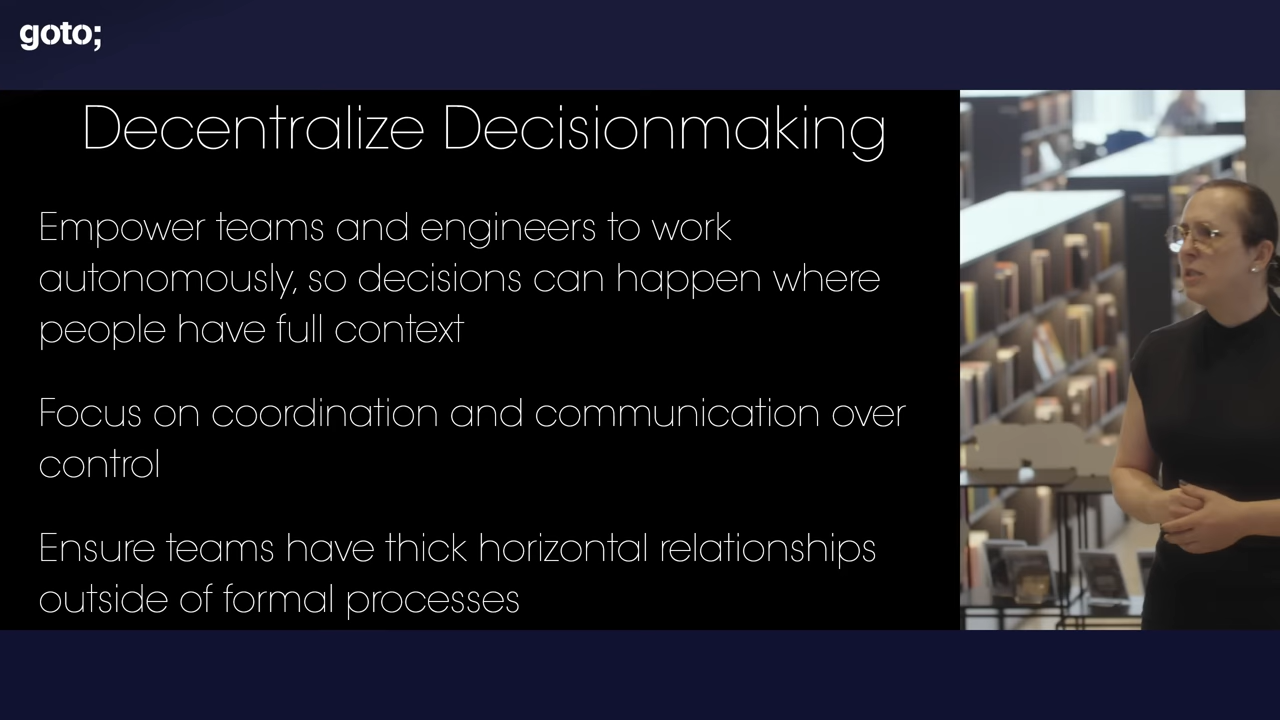 goto;
Decentralize Decisionmaking
Empower teams and engineers to work
autonomously, so decisions can happen where
people have full context
Focus on coordination and communication over
control
Ensure teams have thick horizontal relationships
outside of formal processes